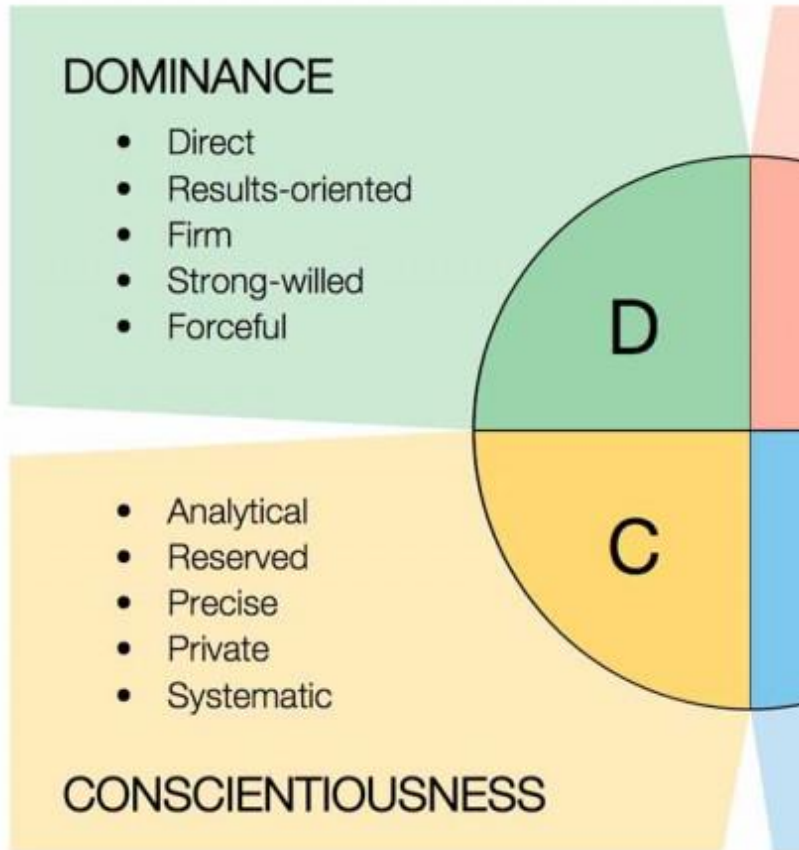 DOMINANCE
• Direct
• Results-oriented
• Firm
• Strong-willed
• Forceful
D
C
• Analytical
• Reserved
• Precise
• Private
• Systematic
CONSCIENTIOUSNESS